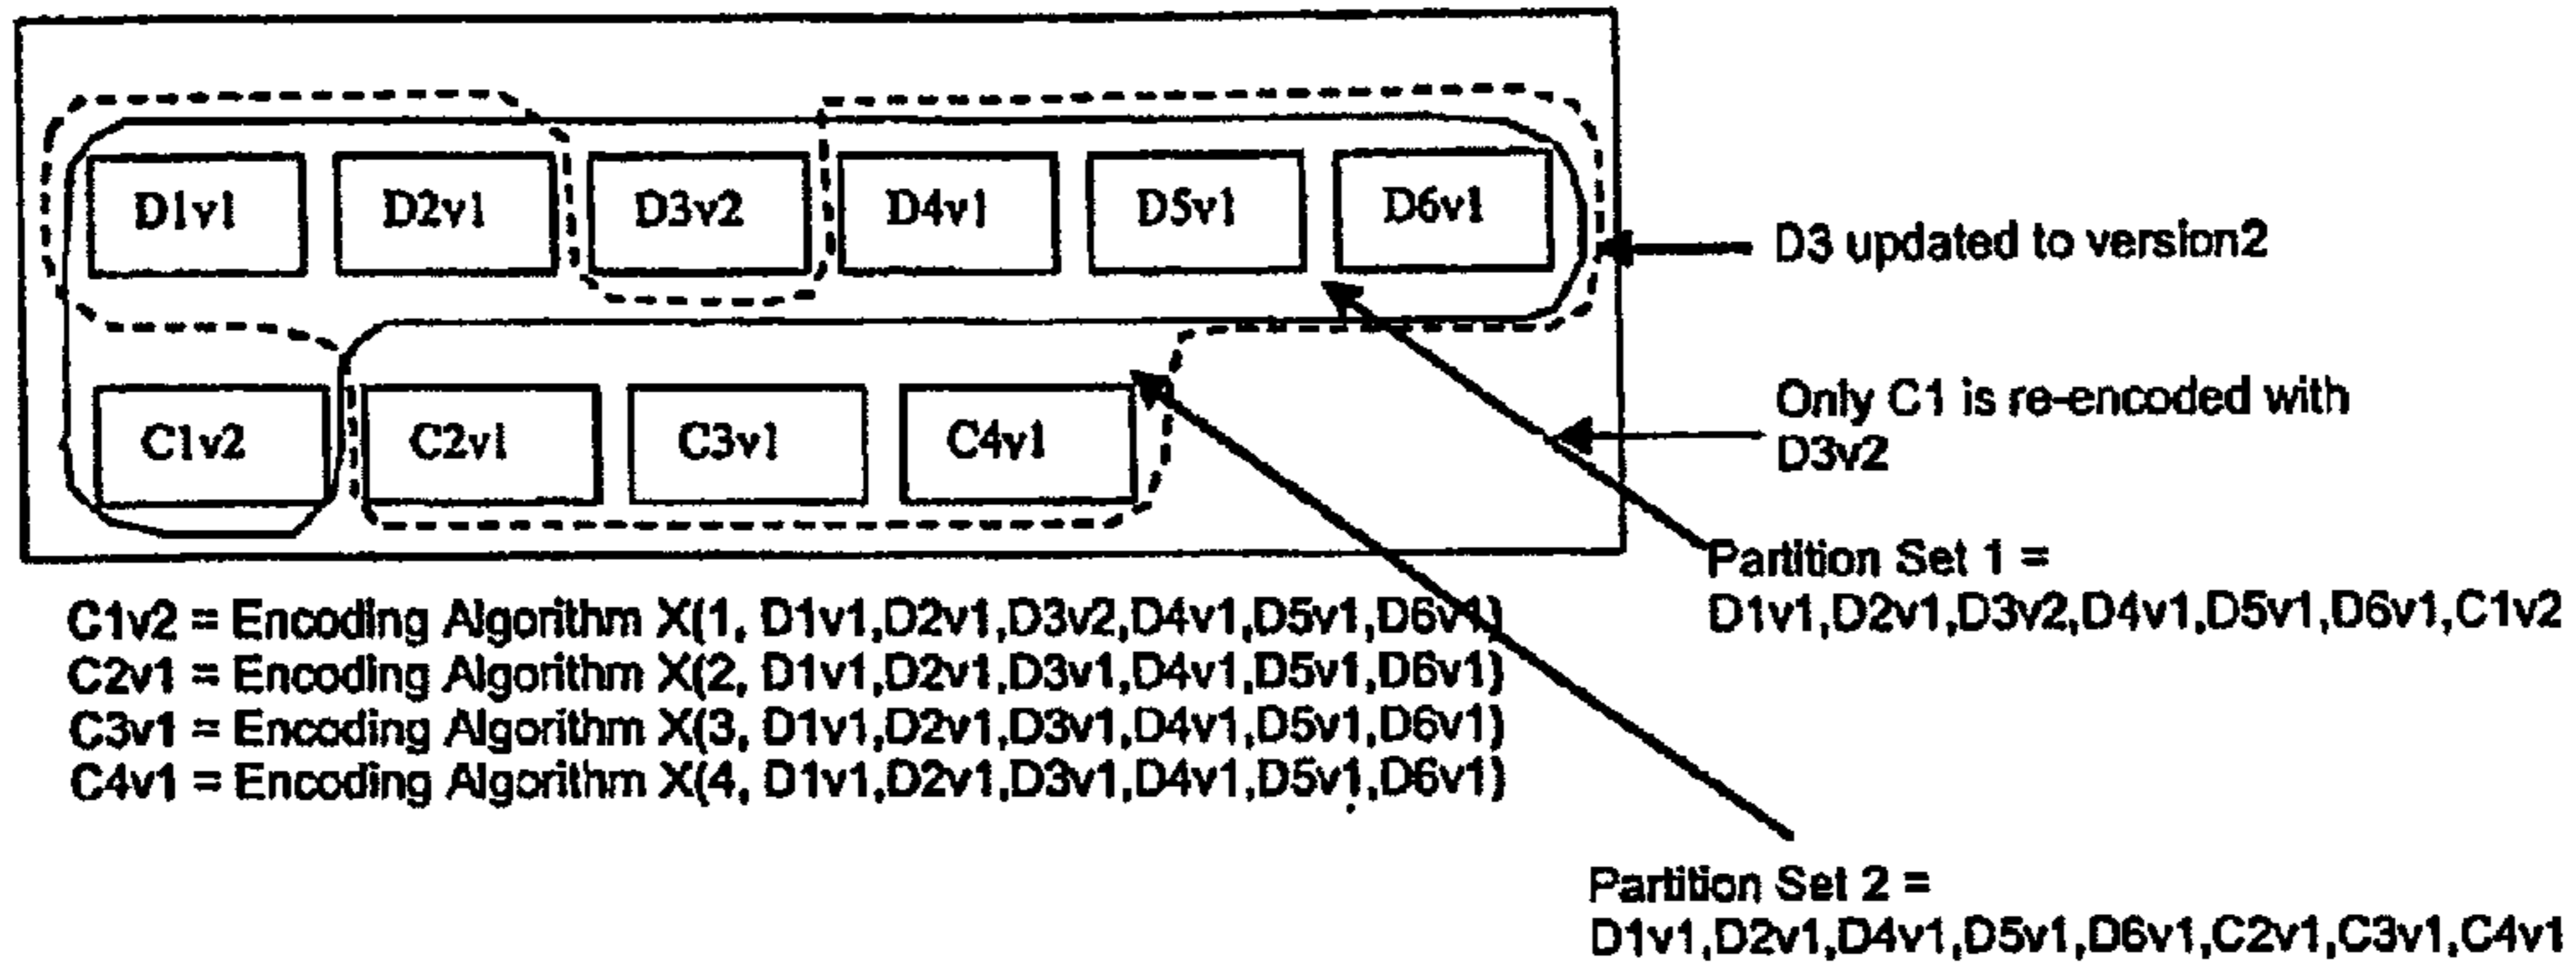 D1v1 D2v1 D3v2 D4v1 D5v1 D6v1
D3 updated to version2
C1v2 C2v1 C3v1 C4v1
Only C1 is re-encoded with
D3v2
Partition Set 1 =
D1v1,D2v1,D3v2,D4v1,D5v1,D6v1,C1v2
C1v2 = Encoding Algorithm X(1, D1v1,D2v1,D3v2,D4v1,D5v1,D6v1)
C2v1 = Encoding Algorithm X(2, D1v1,D2v1,D3v1,D4v1,D5v1,D6v1)
C3v1 = Encoding Algorithm X(3, D1v1,D2v1,D3v1,D4v1,D5v1,D6v1)
C4v1 = Encoding Algorithm X(4, D1v1,D2v1,D3v1,D4v1,D5v1,D6v1)
Partition Set 2 =
D1v1,D2v1,D4v1,D5v1,D6v1,C2v1,C3v1,C4v1